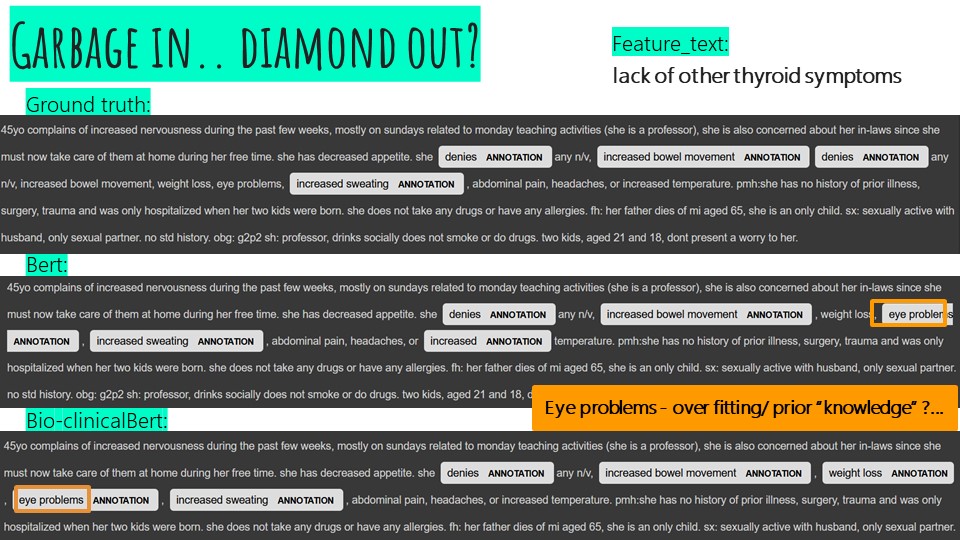 GARBAGE IN.. DIAMOND OUT?
Feature_text:
lack of other thyroid symptoms
Ground truth:
45yo complains of increased nervousness during the past few weeks, mostly on sundays related to monday teaching activities (she is a professor), she is also concerned about her in-laws since she
must now take care of them at home during her free time. she has decreased appetite. she denies ANNOTATION any n/v, increased bowel movement ANNOTATION denies ANNOTATION any
n/v, increased bowel movement, weight loss, eye problems, increased sweating ANNOTATION , abdominal pain, headaches, or increased temperature. pmh:she has no history of prior illness,
surgery, trauma and was only hospitalized when her two kids were born. she does not take any drugs or have any allergies. fh: her father dies of mi aged 65, she is an only child. sx: sexually active with
husband, only sexual partner. no std history. obg: g2p2 sh: professor, drinks socially does not smoke or do drugs. two kids, aged 21 and 18, dont present a worry to her.
Bert:
45yo complains of increased nervousness during the past few weeks, mostly on sundays related to monday teaching activities (she is a professor), she is also concerned about her in-laws since she
must now take care of them at home during her free time. she has decreased appetite. she denies ANNOTATION any n/v, increased bowel movement ANNOTATION , weight loss, eye problems
ANNOTATION , increased sweating ANNOTATION , abdominal pain, headaches, or increased ANNOTATION temperature. pmh:she has no history of prior illness, surgery, trauma and was only
hospitalized when her two kids were born. she does not take any drugs or have any allergies. fh: her father dies of mi aged 65, she is an only child. sx: sexually active with husband, only sexual partner.
no std history. obg: g2p2 sh: professor, drinks socially does not smoke or do drugs. two kids, aged 21 and 18, d
Eye problems - over fitting/ prior “knowledge” ?...
Bio-clinicalBert:
45yo complains of increased nervousness during the past few weeks, mostly on sundays related to monday teaching activities (she is a professor), she is also concerned about her in-laws since she
must now take care of them at home during her free time. she has decreased appetite. she denies ANNOTATION any n/v, increased bowel movement ANNOTATION , weight loss ANNOTATION
, eye problems ANNOTATION , increased sweating ANNOTATION , abdominal pain, headaches, or increased temperature. pmh:she has no history of prior illness, surgery, trauma and was only
hospitalized when her two kids were born. she does not take any drugs or have any allergies. fh: her father dies of mi aged 65, she is an only child. sx: sexually active with husband, only sexual partner.